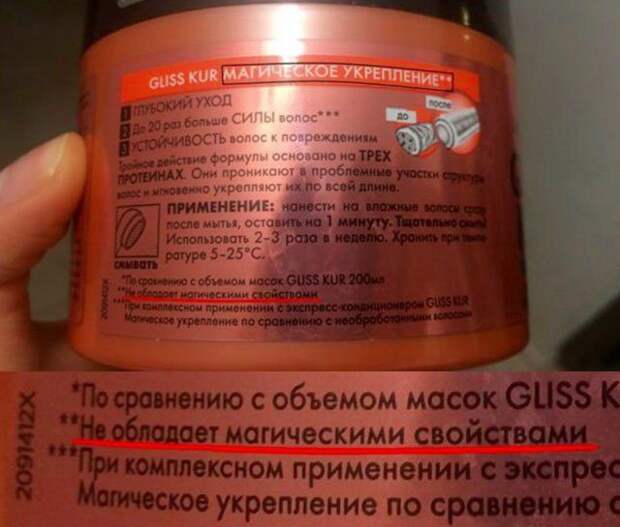 GLISS KUR МАГИЧЕСКОЕ УКРЕПЛЕНИЕ**
1 ГЛУБОКИЙ УХОД
2 До 20 раз больше СИЛЫ волос***
3 УСТОЙЧИВОСТЬ волос к повреждениям
до
после
Тройное действие формулы основано на ТРЕХ
ПРОТЕИНАХ. Они проникают в проблемные участки структуры
волос и мгновенно укрепляют их по всей длине.
ПРИМЕНЕНИЕ: нанести на влажные волосы сразу
после мытья, оставить на 1 минуту. Тщательно смыть!
Использовать 2-3 раза в неделю. Хранить при темпе-
ратуре 5-25°C.
смывать
*По сравнению с объемом масок GLISS KUR 200мл
**Не обладает магическими свойствами
***При комплексном применении с экспресс-кондиционером GLISS KUR
Магическое укрепление по сравнению с необработанными волосами
2091412X
*По сравнению с объемом масок GLISS K
**Не обладает магическими свойствами
***При комплексном применении с экспрес
Магическое укрепление по сравнению с
2091412X